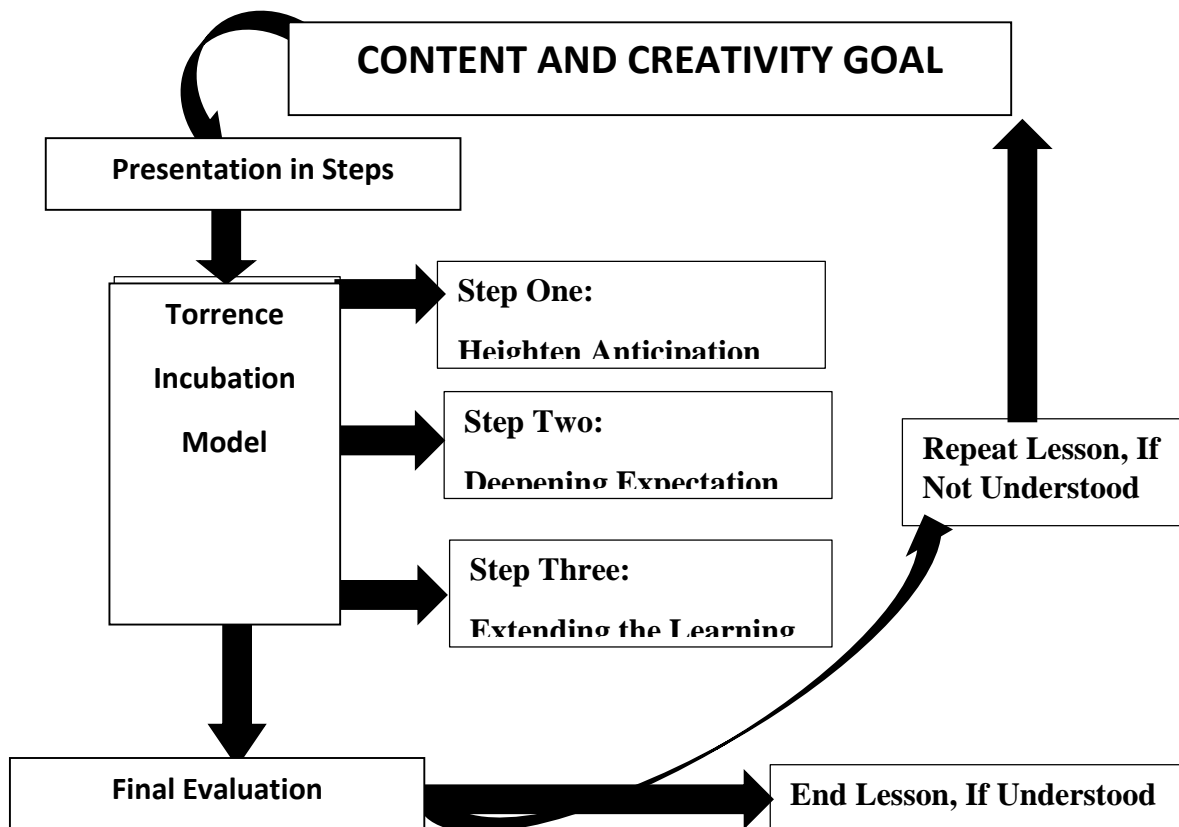 CONTENT AND CREATIVITY GOAL
Presentation in Steps
Torrence
Incubation
Model
Step One:
Heighten Anticipation
Step Two:
Deepening Expectation
Step Three:
Extending the Learning
Repeat Lesson, If
Not Understood
Final Evaluation
End Lesson, If Understood